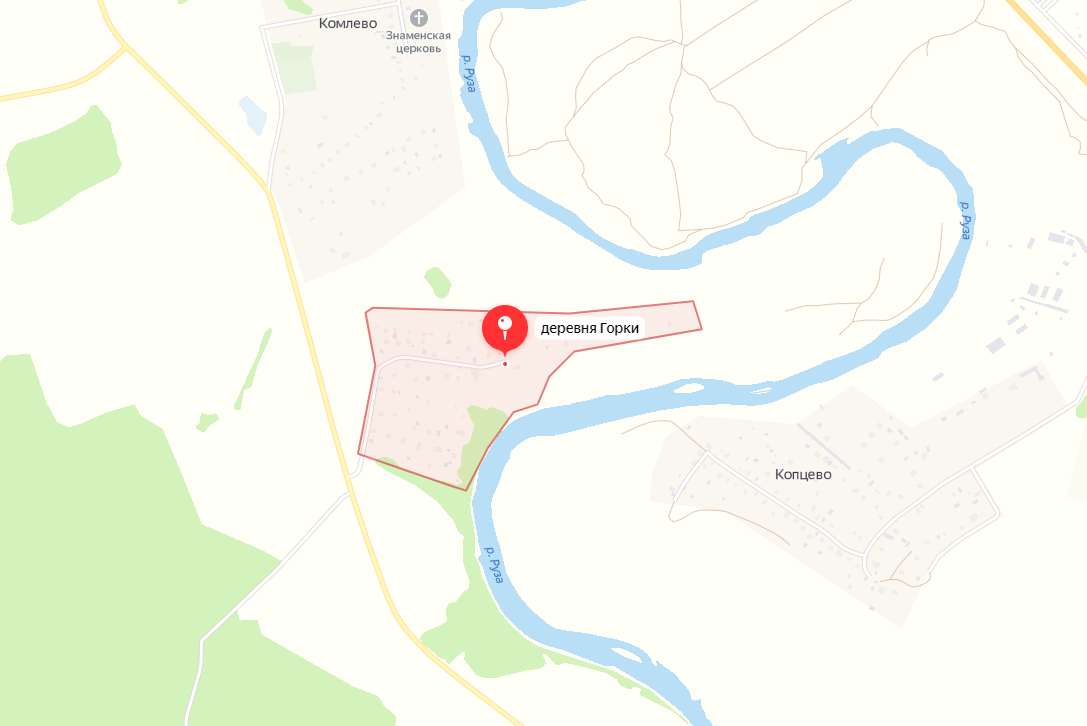 Комлево
Знаменская
церковь
р. Руза
р. Руза
деревня Горки
Копцево
р. Руза